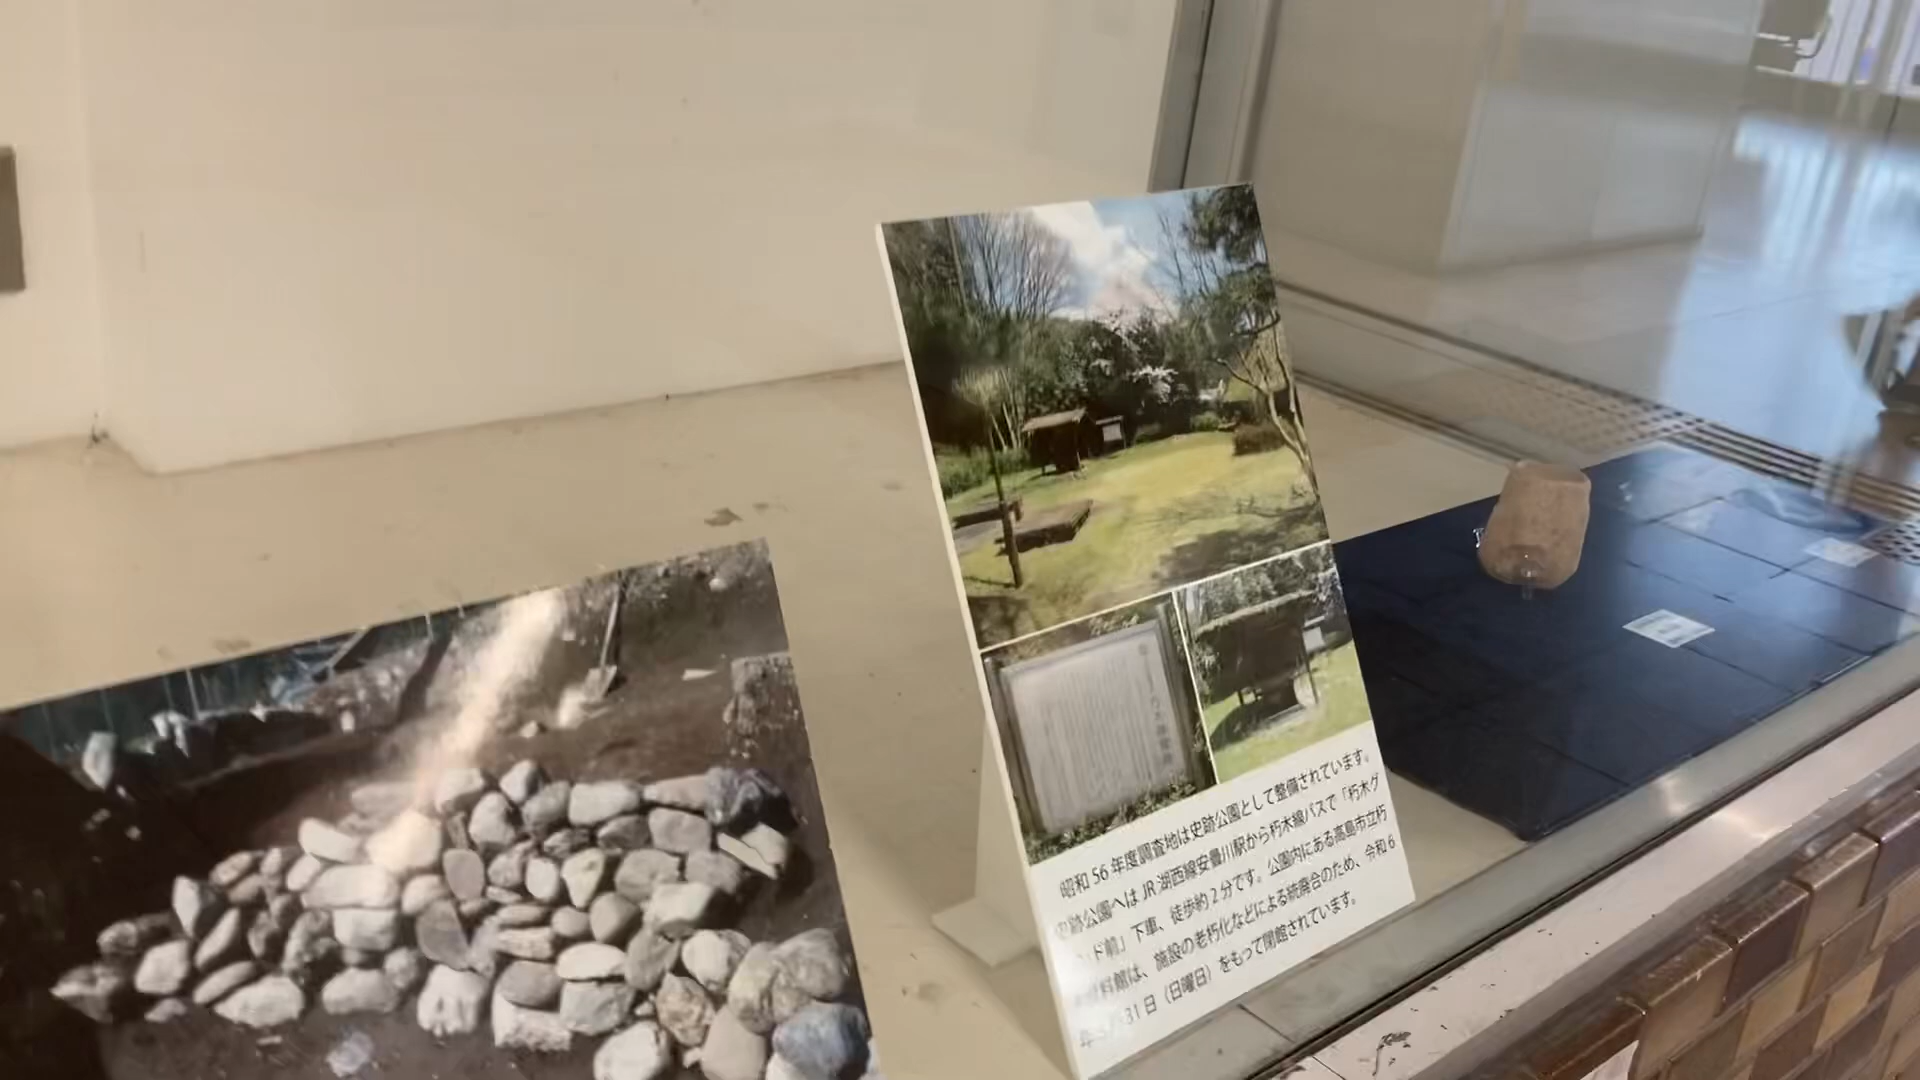 昭和56年度調査地は史跡公園として整備されています。
史跡公園へはJR湖西線安曇川駅から朽木線バスで「朽木グ
ド前」下車、徒歩約2分です。公園内にある高島市立朽
資料館は、施設の老朽化などによる統廃合のため、令和6
31日（日曜日）をもって閉館されています。